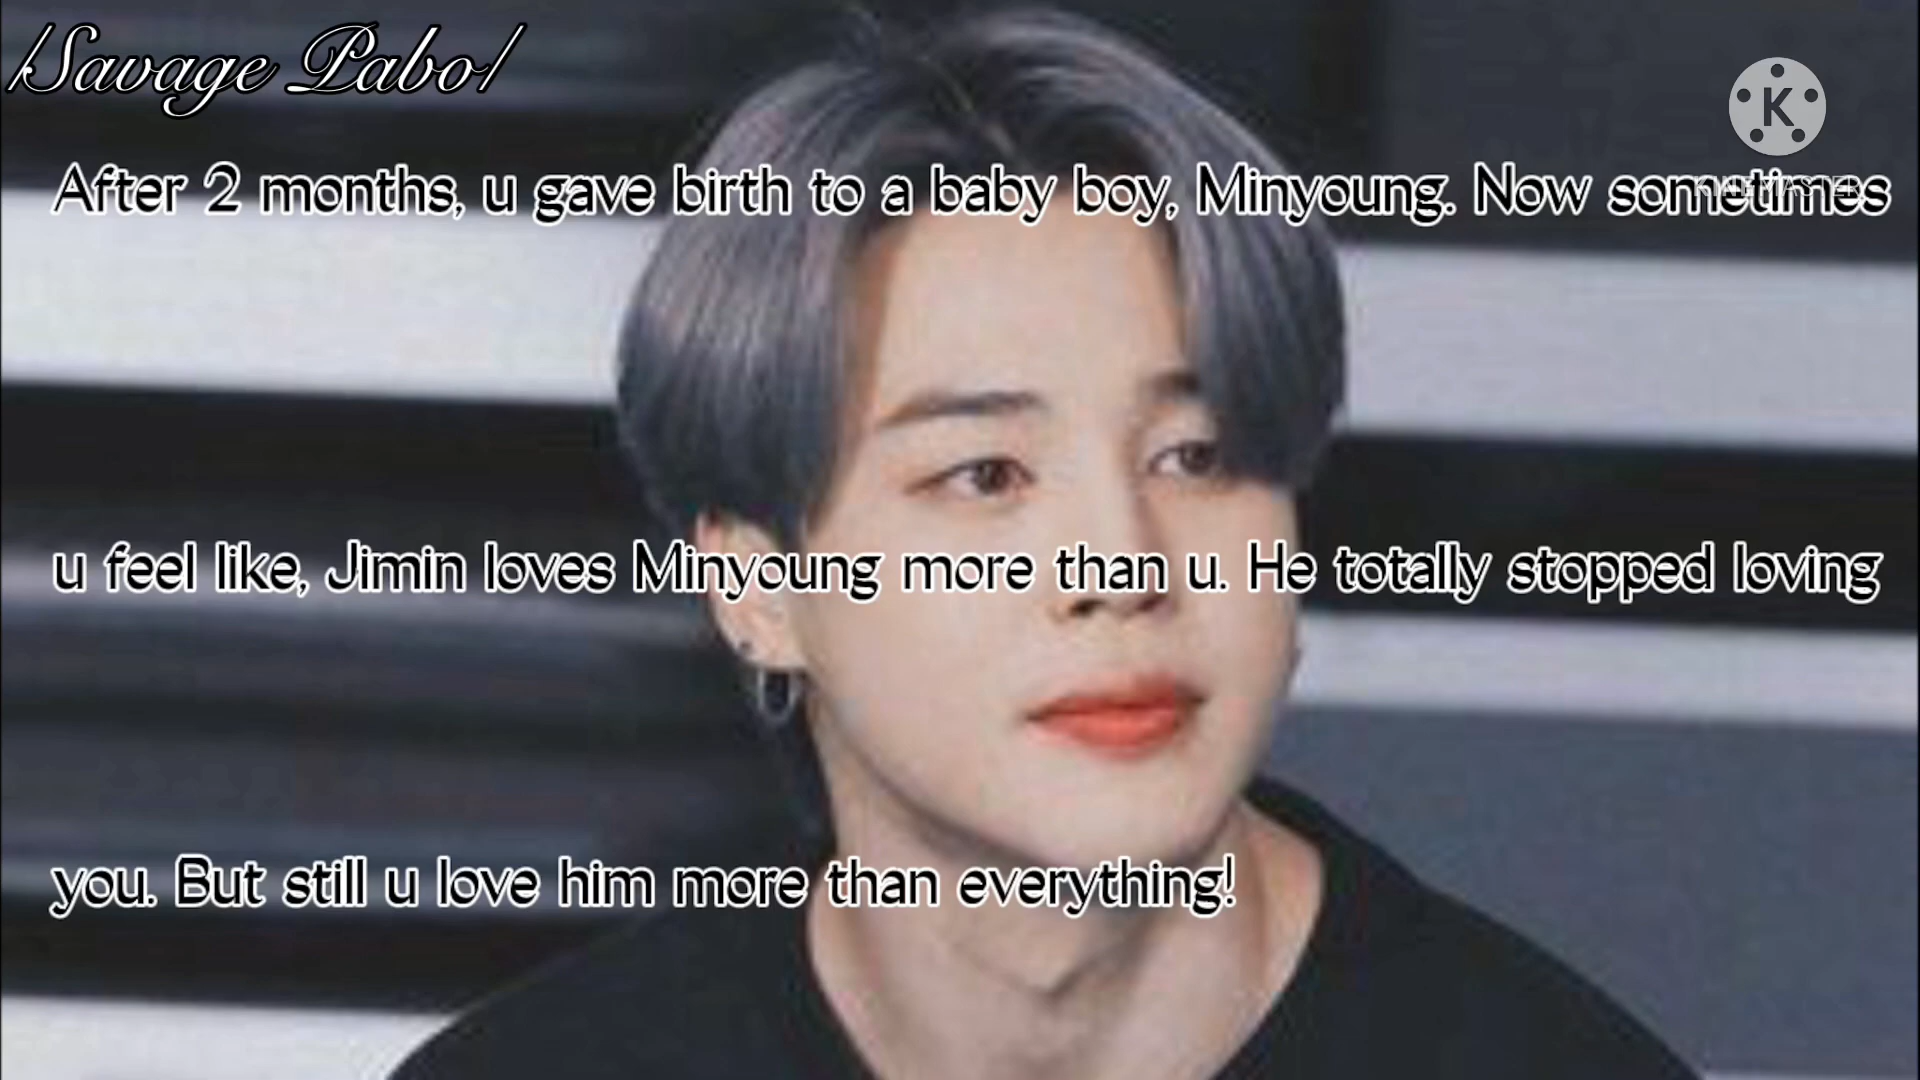 /Savage Pabo/
KINEMASTER
After 2 months, u gave birth to a baby boy, Minyoung. Now sometimes
u feel like, Jimin loves Minyoung more than u. He totally stopped loving
you. But still u love him more than everything!